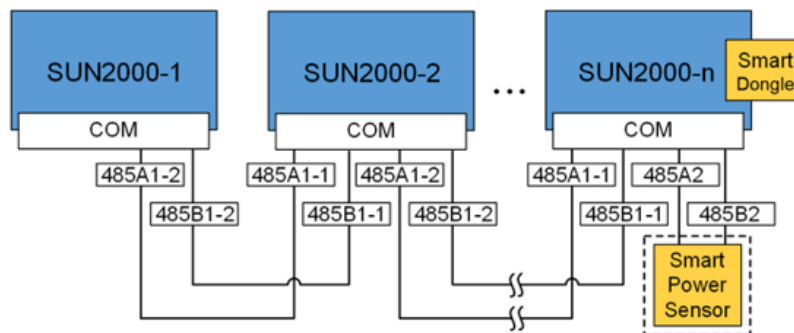 SUN2000-1
SUN2000-2
...
SUN2000-n
Smart
Dongle
COM
COM
COM
485A1-2
485A1-1
485A1-2
485A1-1
485A2
485B1-2
485B1-1
485B1-2
485B1-1
485B2
Smart
Power
Sensor